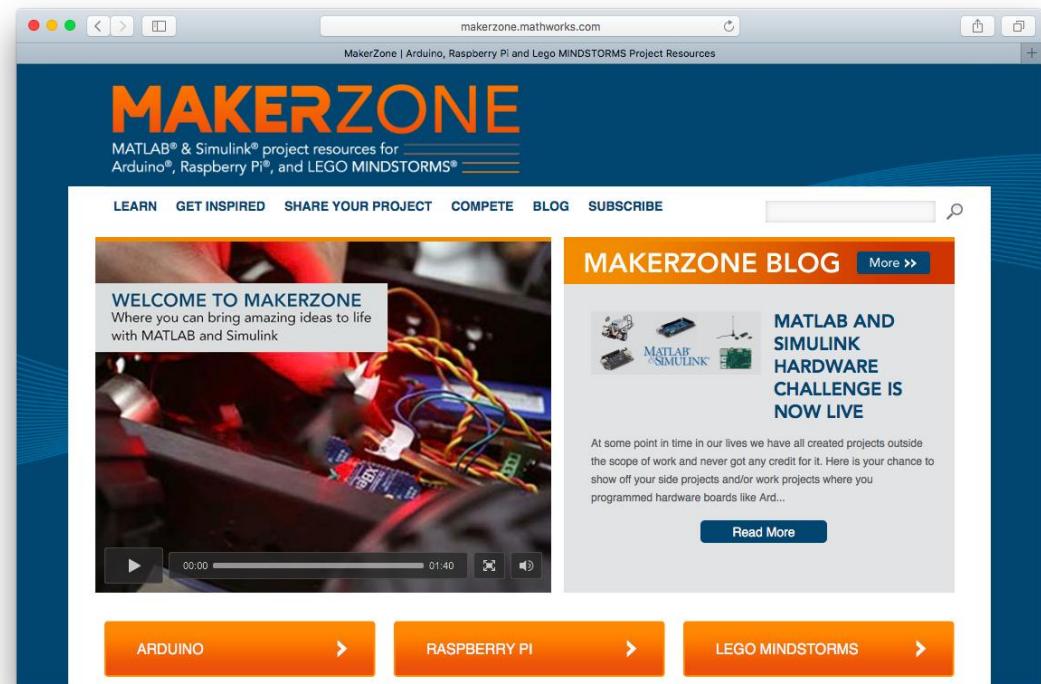 makerzone.mathworks.com
MakerZone | Arduino, Raspberry Pi and Lego MINDSTORMS Project Resources
MAKERZONE
MATLAB® & Simulink® project resources for
Arduino®, Raspberry Pi®, and LEGO MINDSTORMS®
LEARN GET INSPIRED SHARE YOUR PROJECT COMPETE BLOG SUBSCRIBE
WELCOME TO MAKERZONE
Where you can bring amazing ideas to life
with MATLAB and Simulink
XBee
00:00 01:40
MAKERZONE BLOG More >>
MATLAB
&SIMULINK®
MATLAB AND
SIMULINK
HARDWARE
CHALLENGE IS
NOW LIVE
At some point in time in our lives we have all created projects outside
the scope of work and never got any credit for it. Here is your chance to
show off your side projects and/or work projects where you
programmed hardware boards like Ard...
Read More
ARDUINO
RASPBERRY PI
LEGO MINDSTORMS